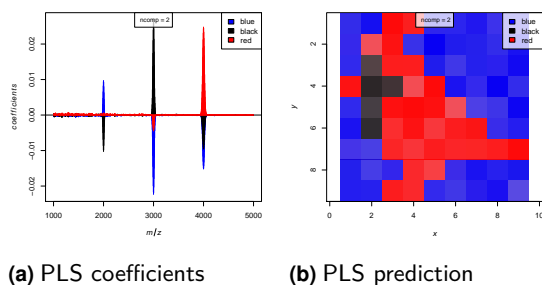 ncomp = 2
blue
black
red
coefficients
0.02
0.01
0.00
−0.01
−0.02
1000
2000
3000
4000
5000
m/z
ncomp = 2
blue
black
red
y
2
4
6
8
0
2
4
6
8
10
x
(a) PLS coefficients
(b) PLS prediction